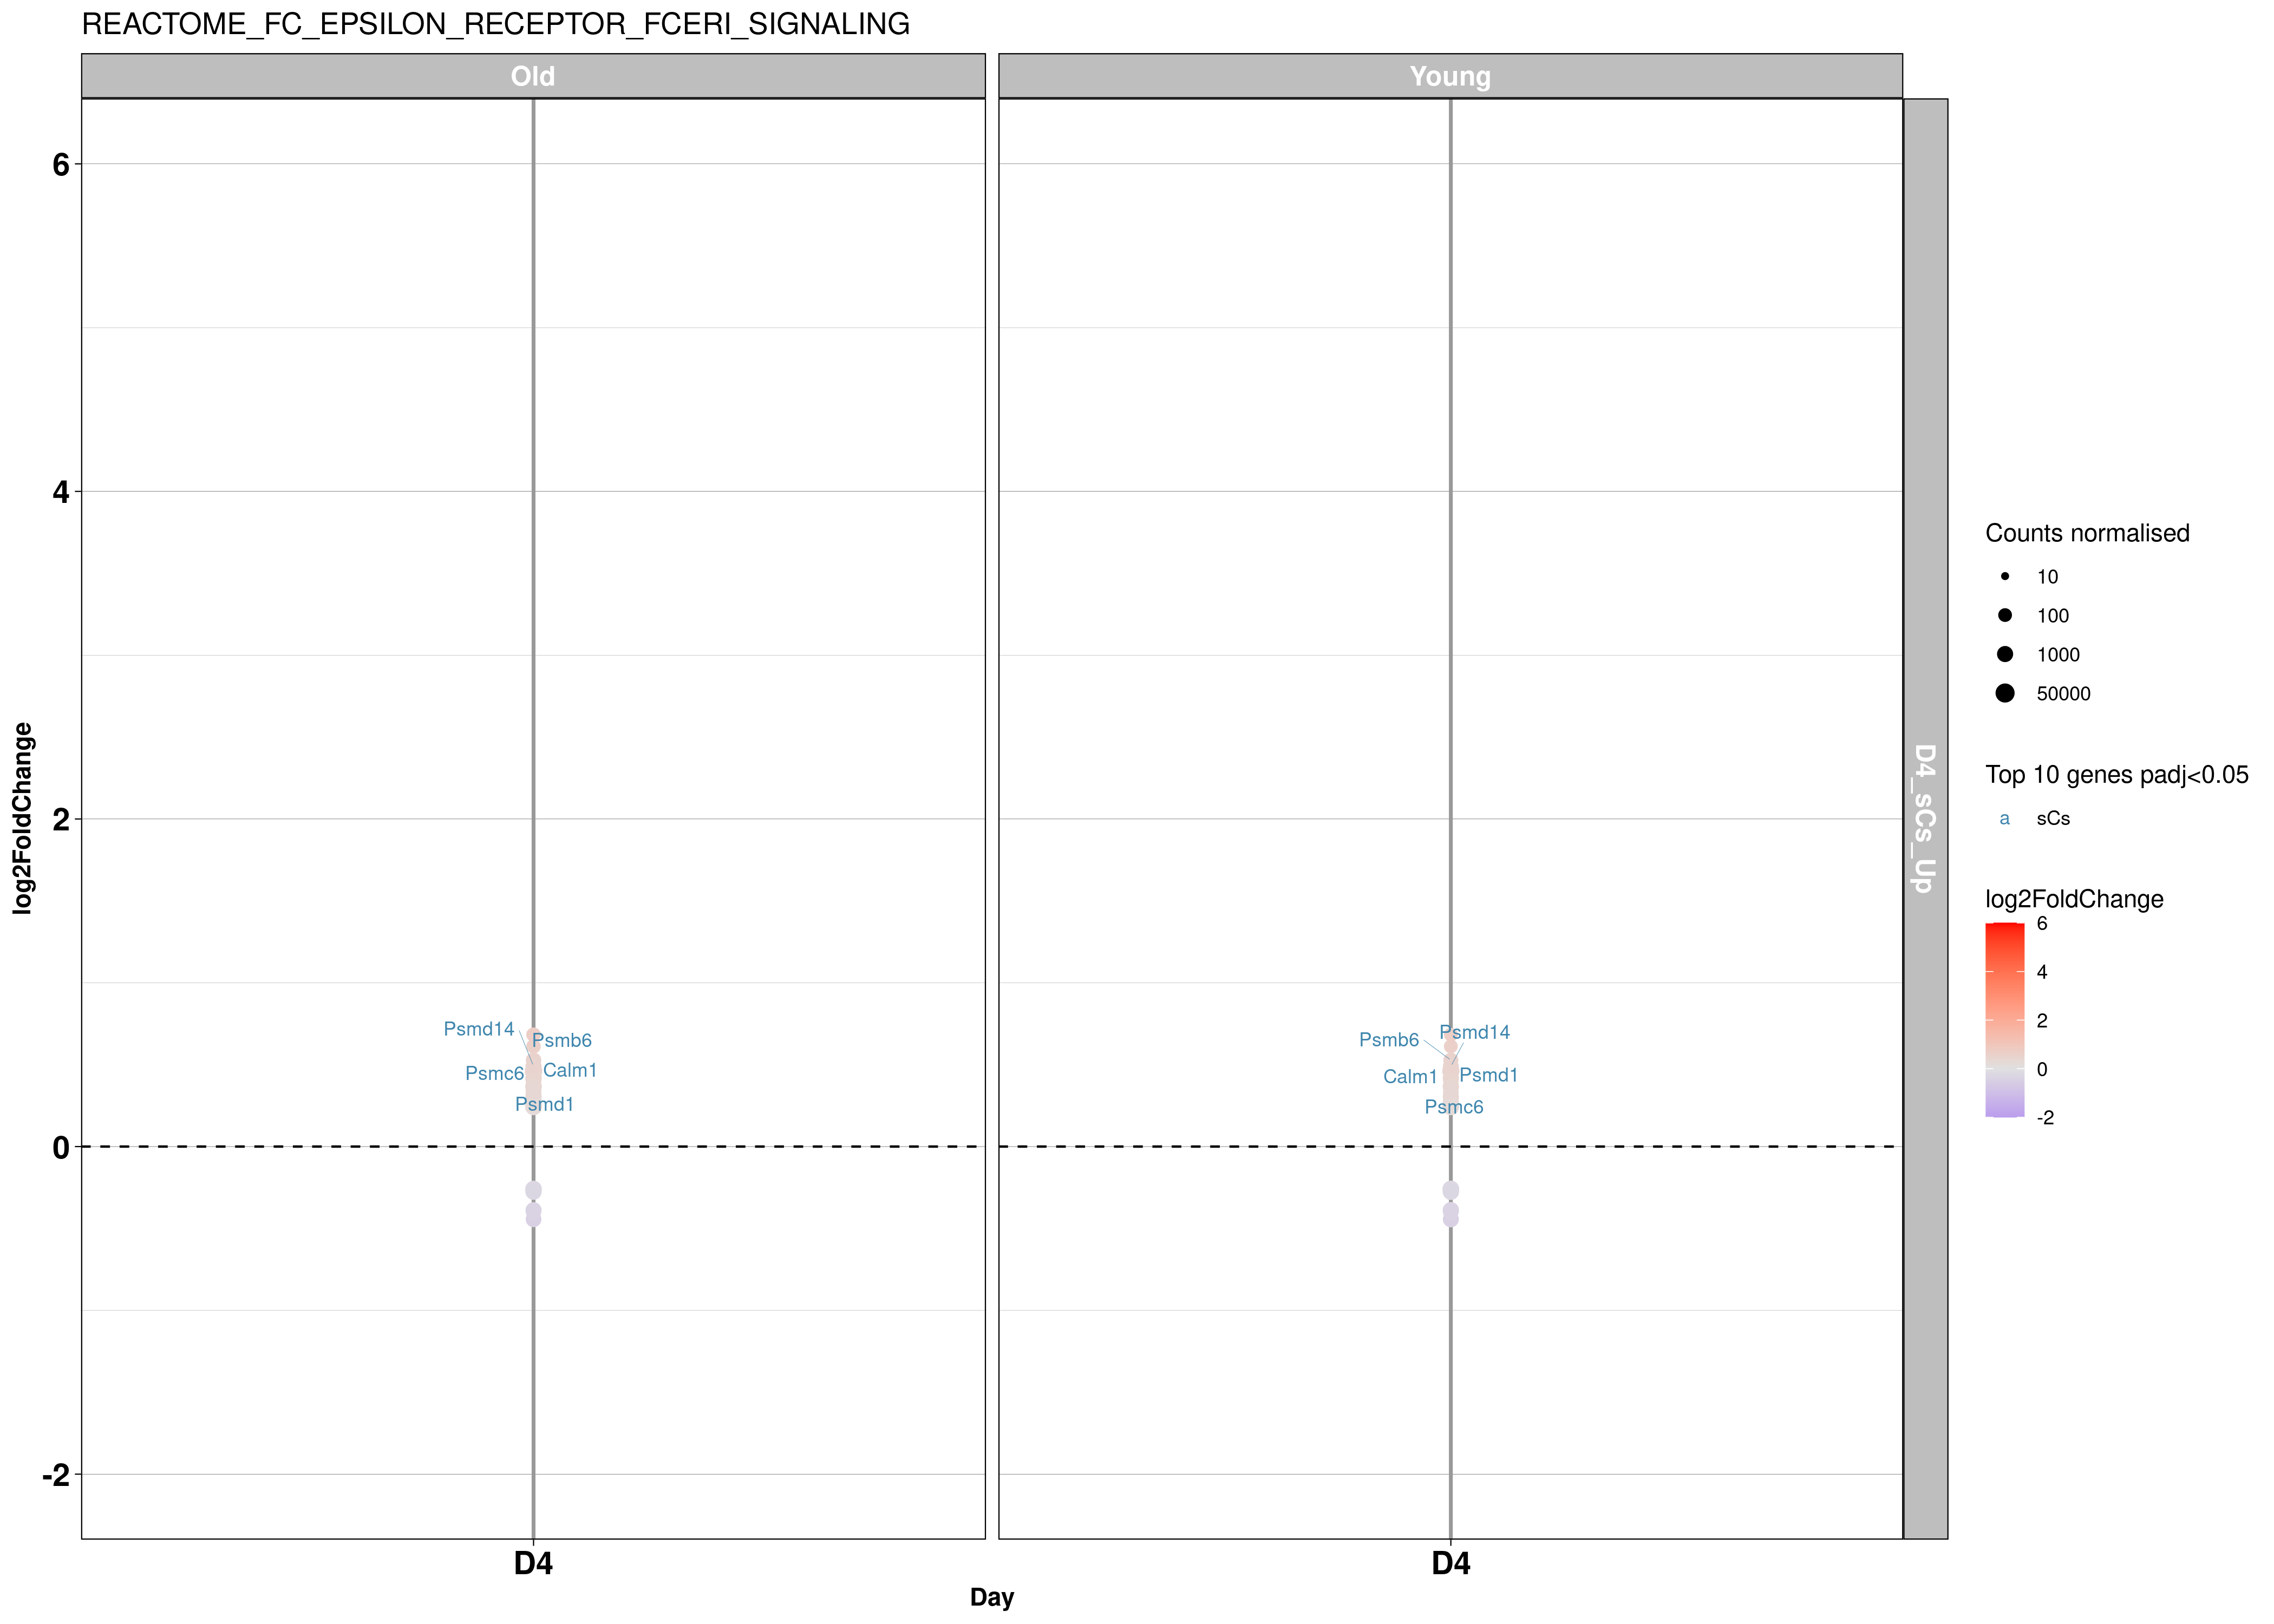 REACTOME_FC_EPSILON_RECEPTOR_FCERI_SIGNALING
Old
Young
D4_sCs_Up
log2FoldChange
6
4
2
0
-2
Psmd14
Psmb6
Psmc6
Calm1
Psmd1
Psmb6
Psmd14
Calm1
Psmd1
Psmc6
D4
D4
Day
Counts normalised
10
100
1000
50000
Top 10 genes padj<0.05
a sCs
log2FoldChange
6
4
2
0
-2